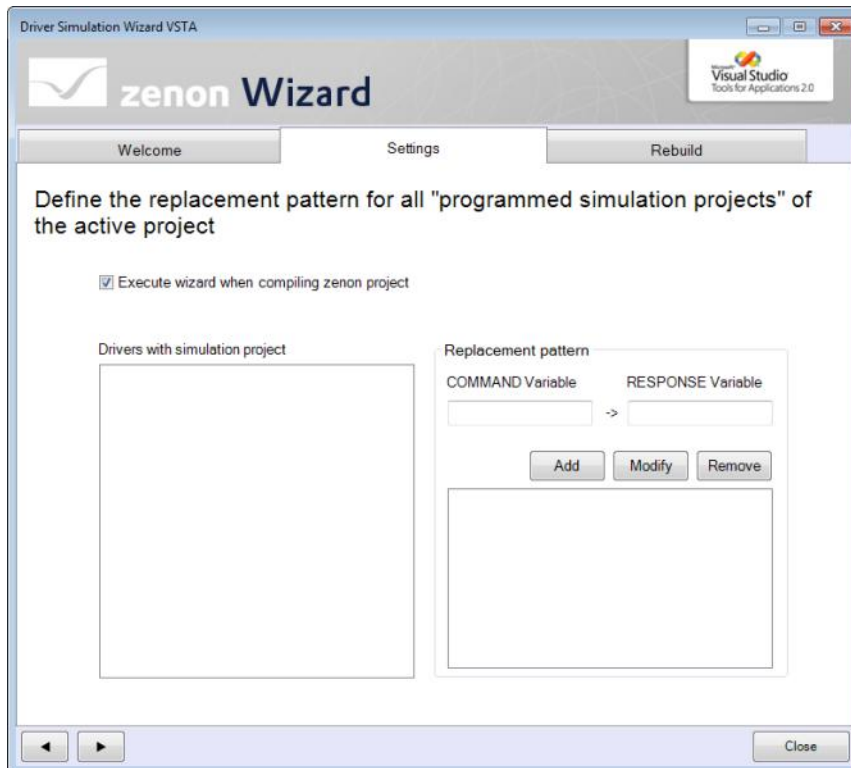 Driver Simulation Wizard VSTA
zenon Wizard
Microsoft
Visual Studio
Tools for Applications 2.0
Welcome
Settings
Rebuild
Define the replacement pattern for all "programmed simulation projects" of
the active project
Execute wizard when compiling zenon project
Drivers with simulation project
Replacement pattern
COMMAND Variable
RESPONSE Variable
->
Add
Modify
Remove
Close